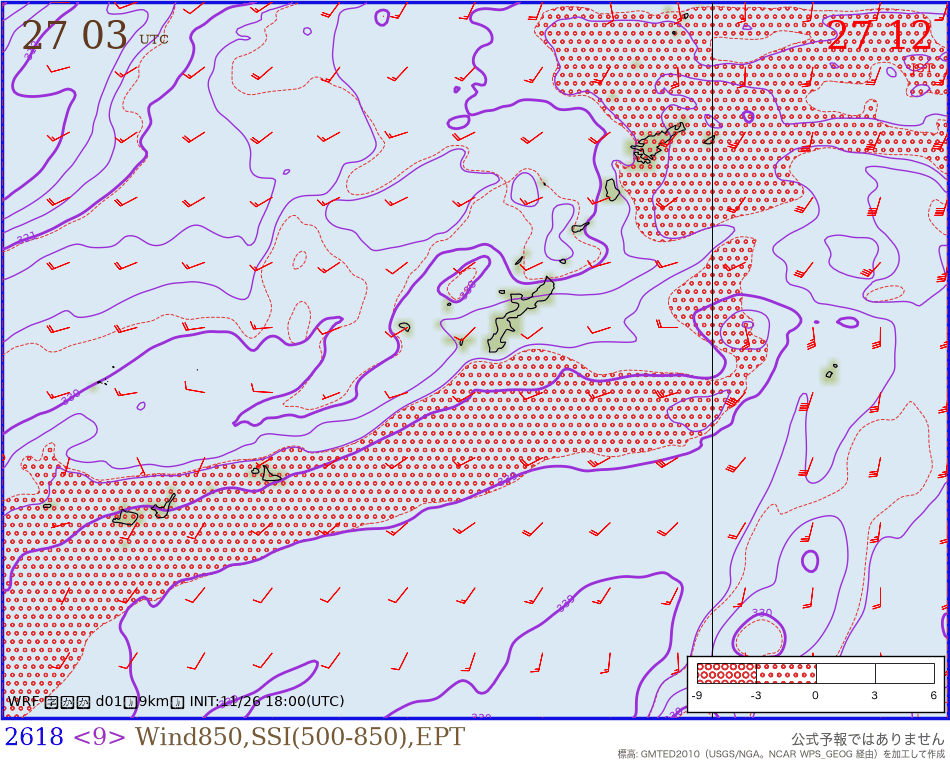 27 03 UTC
27 12
JST
321
330
330
330
330
330
WRF d01 9km INIT:11/26 18:00(UTC)
-9 -3 0 3 6
2618 <9> Wind850,SSI(500-850),EPT
公式予報ではありません
標高: GMTED2010（USGS/NGA。NCAR WPS_GEOG 経由）を加工して作成